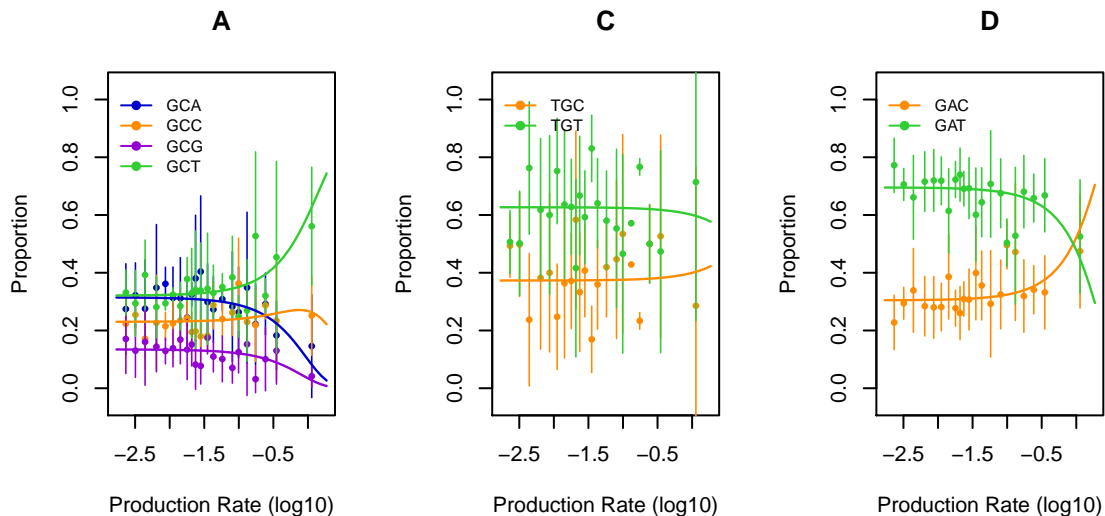 A
Proportion
1.0
0.8
0.6
0.4
0.2
0.0
GCA
GCC
GCG
GCT
−2.5 −1.5 −0.5
Production Rate (log10)
C
Proportion
1.0
0.8
0.6
0.4
0.2
0.0
TGC
TGT
−2.5 −1.5 −0.5
Production Rate (log10)
D
Proportion
1.0
0.8
0.6
0.4
0.2
0.0
GAC
GAT
−2.5 −1.5 −0.5
Production Rate (log10)